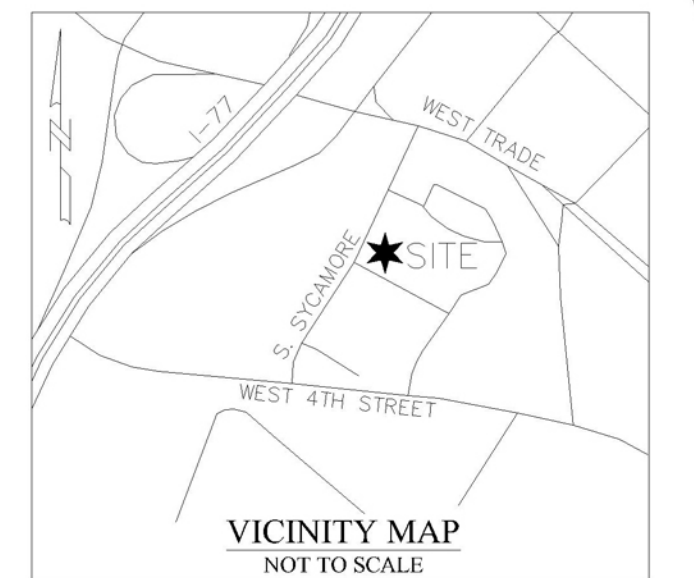 I-77
WEST TRADE
N
S. SYCAMORE
SITE
WEST 4TH STREET
VICINITY MAP
NOT TO SCALE